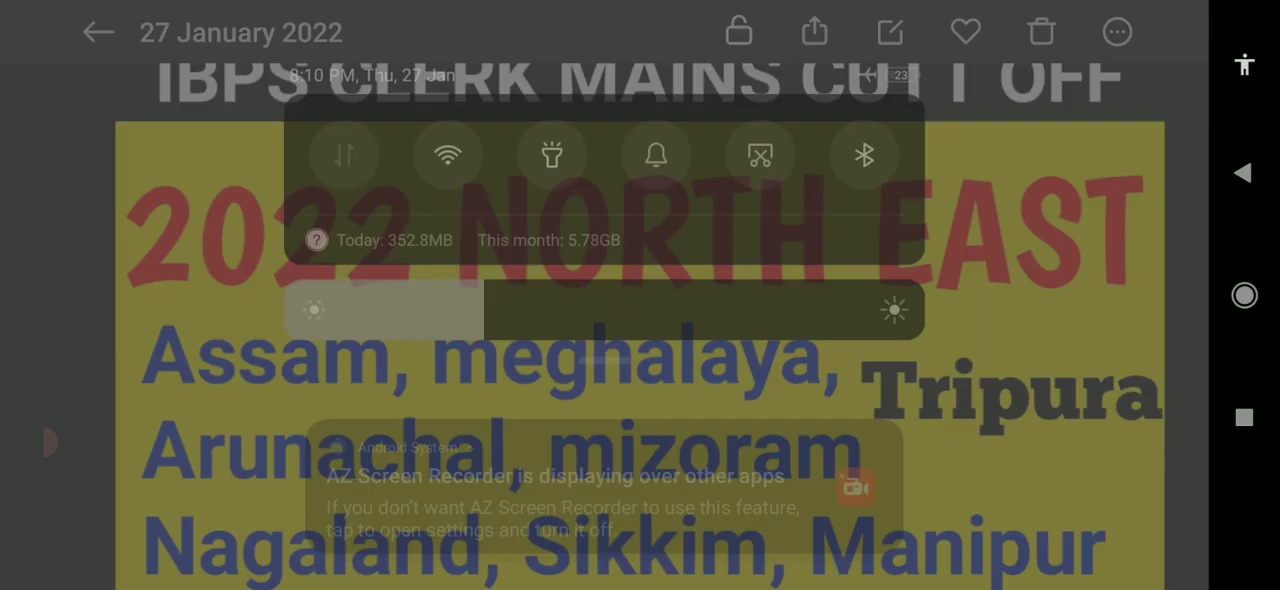 27 January 2022
IBPS CLERK MAINS CUTT OFF
8:10 PM, Thu, 27 Jan
23
2022 NORTH EAST
Today: 352.8MB This month: 5.78GB
Assam, meghalaya,
Tripura
Arunachal, mizoram
Android System
AZ Screen Recorder is displaying over other apps
If you don't want AZ Screen Recorder to use this feature,
tap to open settings and turn it off.
Nagaland, Sikkim, Manipur